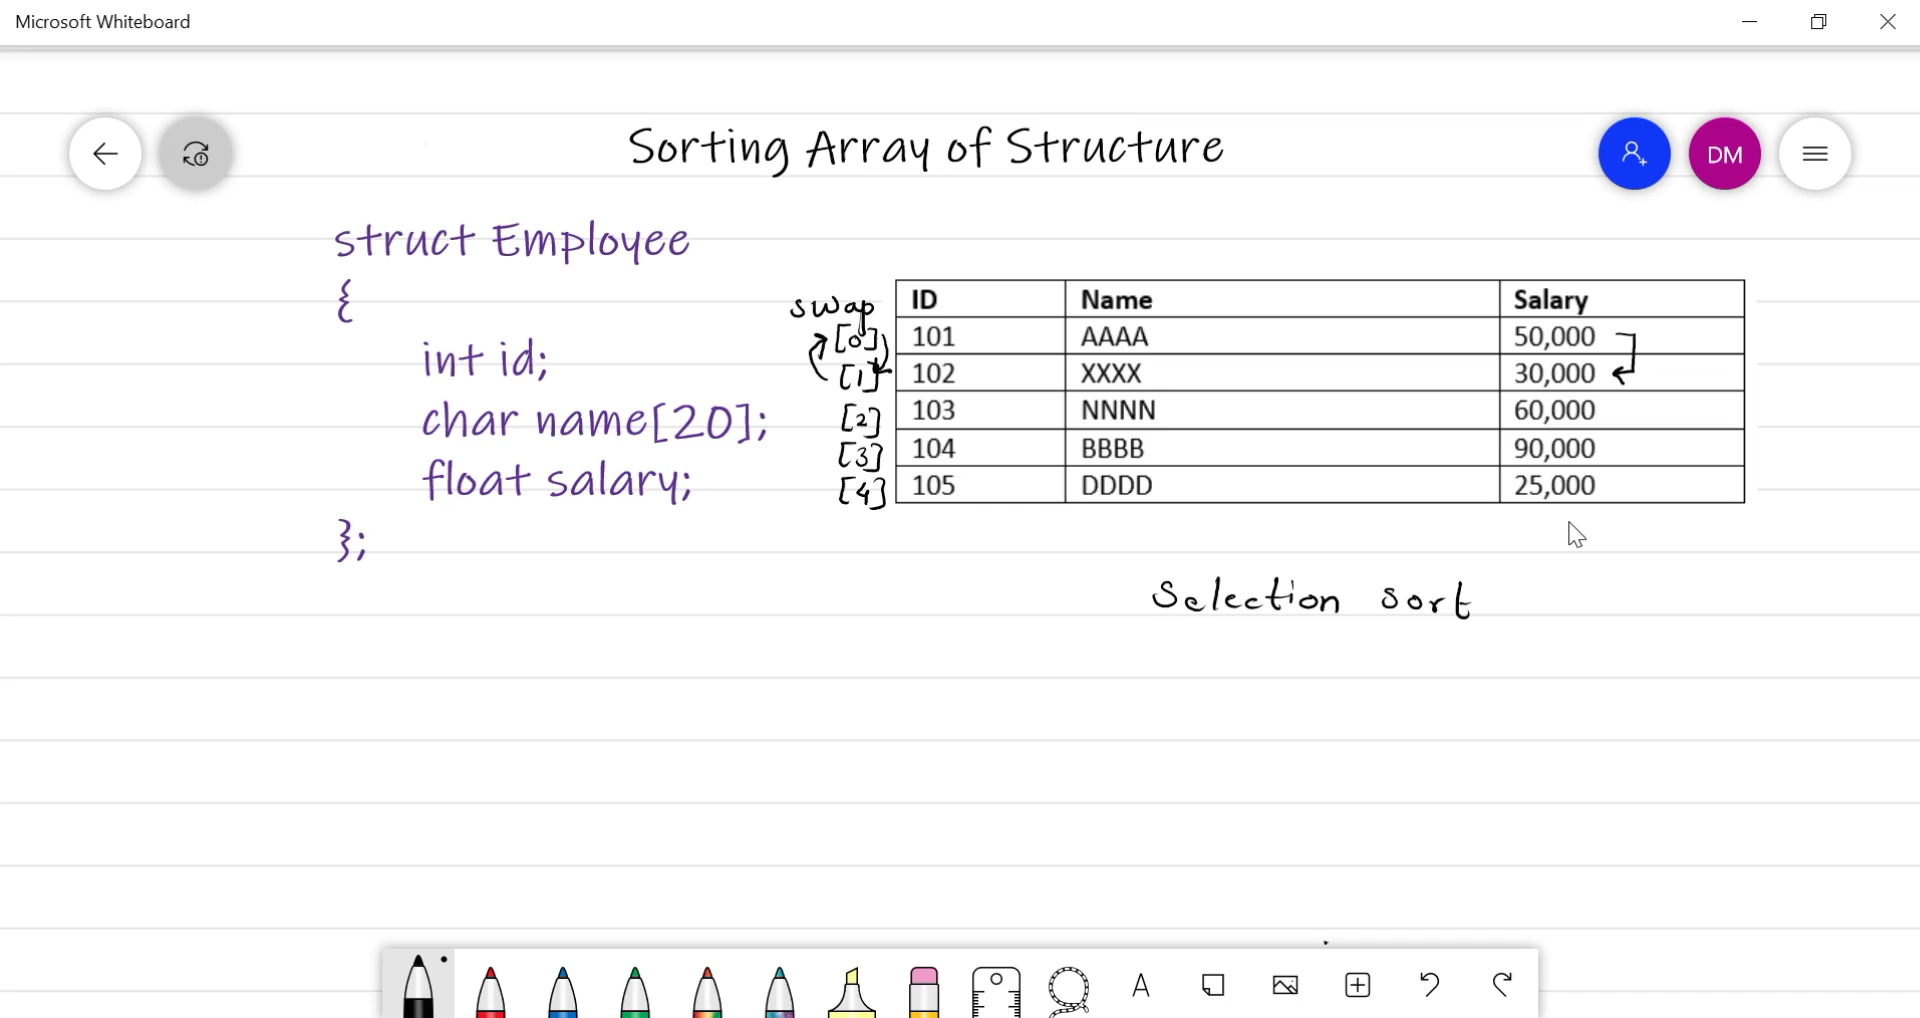 Microsoft Whiteboard
Sorting Array of Structure
DM
struct Employee
{
int id;
char name[20];
float salary;
};
swap
ID Name Salary
[0] 101 AAAA 50,000
[1] 102 XXXX 30,000
[2] 103 NNNN 60,000
[3] 104 BBBB 90,000
[4] 105 DDDD 25,000
Selection sort
A